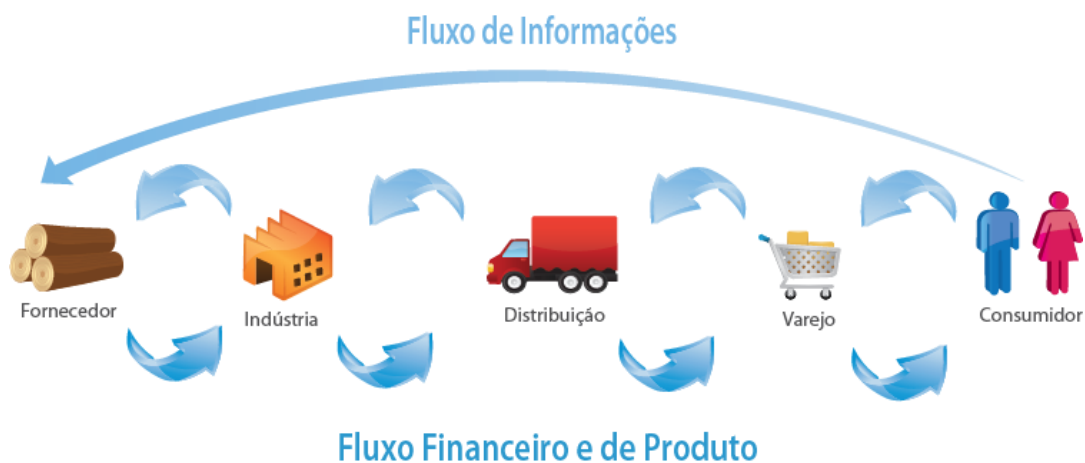 Fluxo de Informações
Fornecedor
Indústria
Distribuição
Varejo
Consumidor
Fluxo Financeiro e de Produto